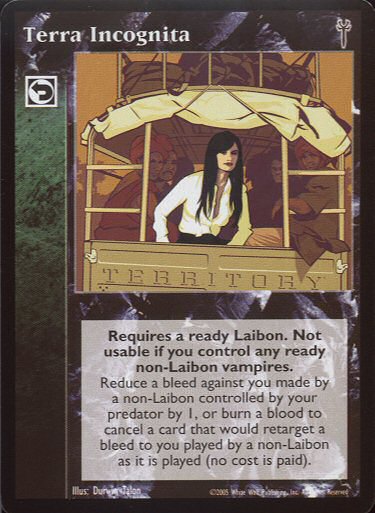 Terra Incognita
TERRITORY
Requires a ready Laibon. Not
usable if you control any ready
non-Laibon vampires.
Reduce a bleed against you made by
a non-Laibon controlled by your
predator by 1, or burn a blood to
cancel a card that would retarget a
bleed to you played by a non-Laibon
as it is played (no cost is paid).
Illus: Durwin Talon
©2005 White Wolf Publishing, Inc. All Rights Reserved